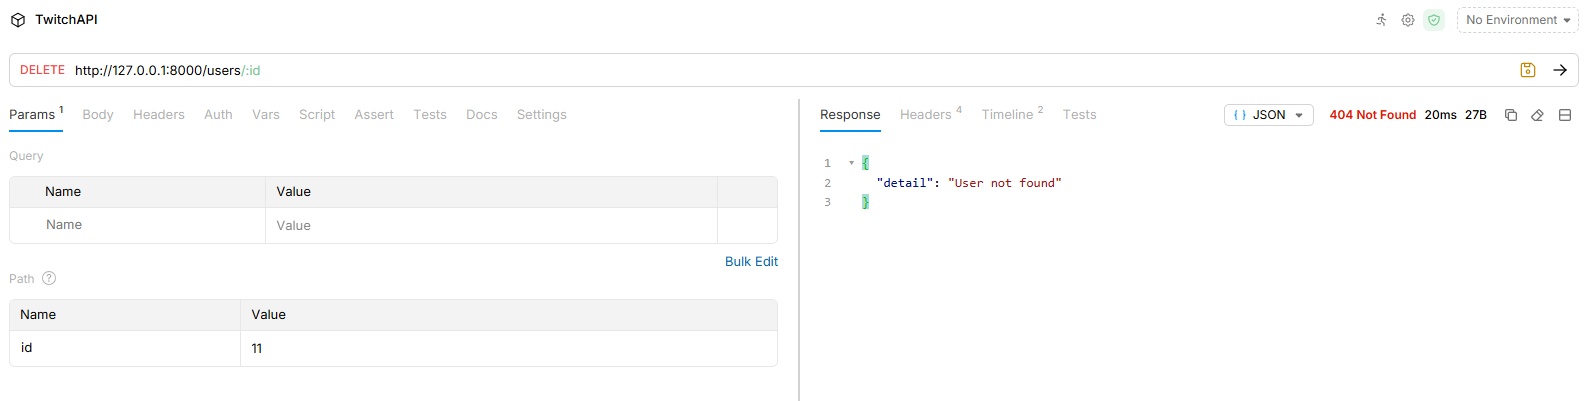 TwitchAPI
No Environment
DELETE http://127.0.0.1:8000/users/:id
Params 1 Body Headers Auth Vars Script Assert Tests Docs Settings
Query
Name Value
Name Value
Bulk Edit
Path ?
Name Value
id 11
Response Headers 4 Timeline 2 Tests { } JSON 404 Not Found 20ms 27B
1 {
2 "detail": "User not found"
3 }